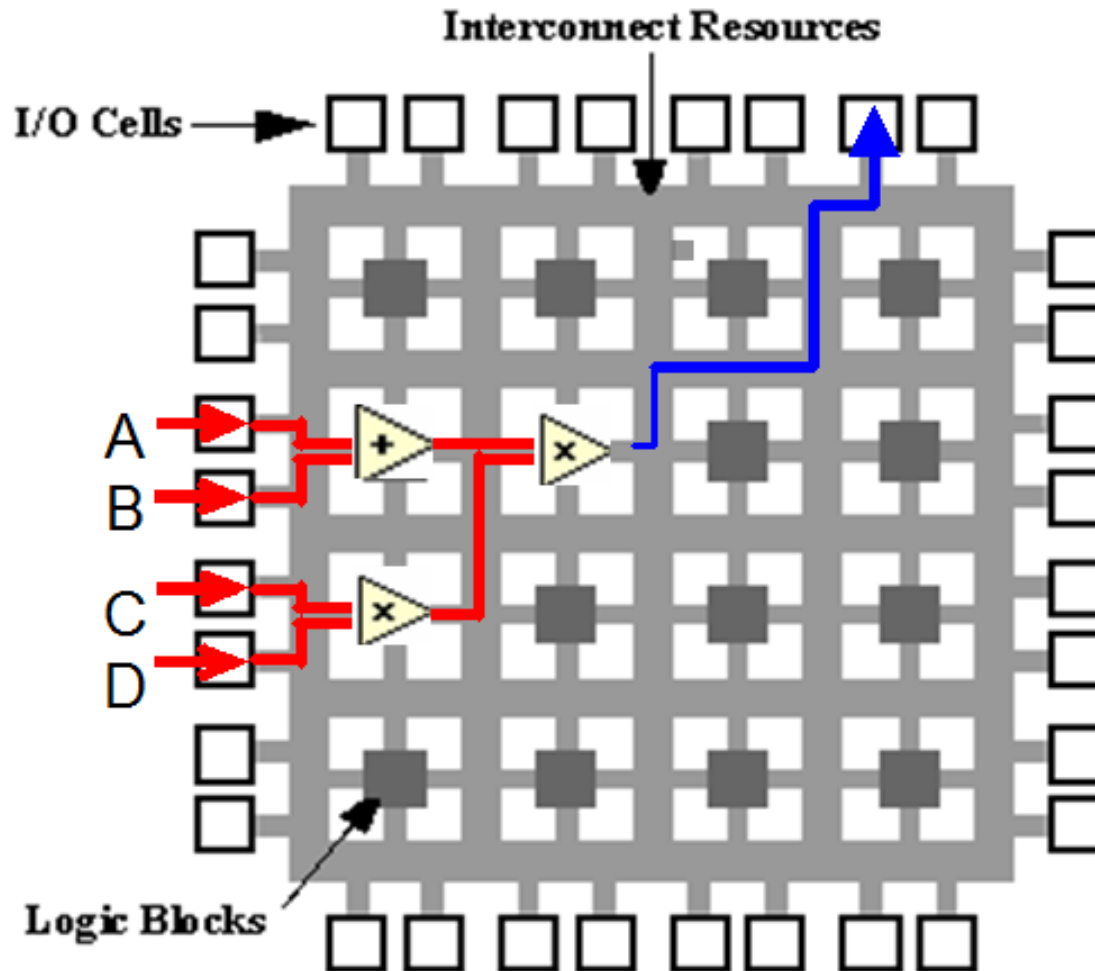 Interconnect Resources
I/O Cells
A
+
×
B
C
×
D
Logic Blocks